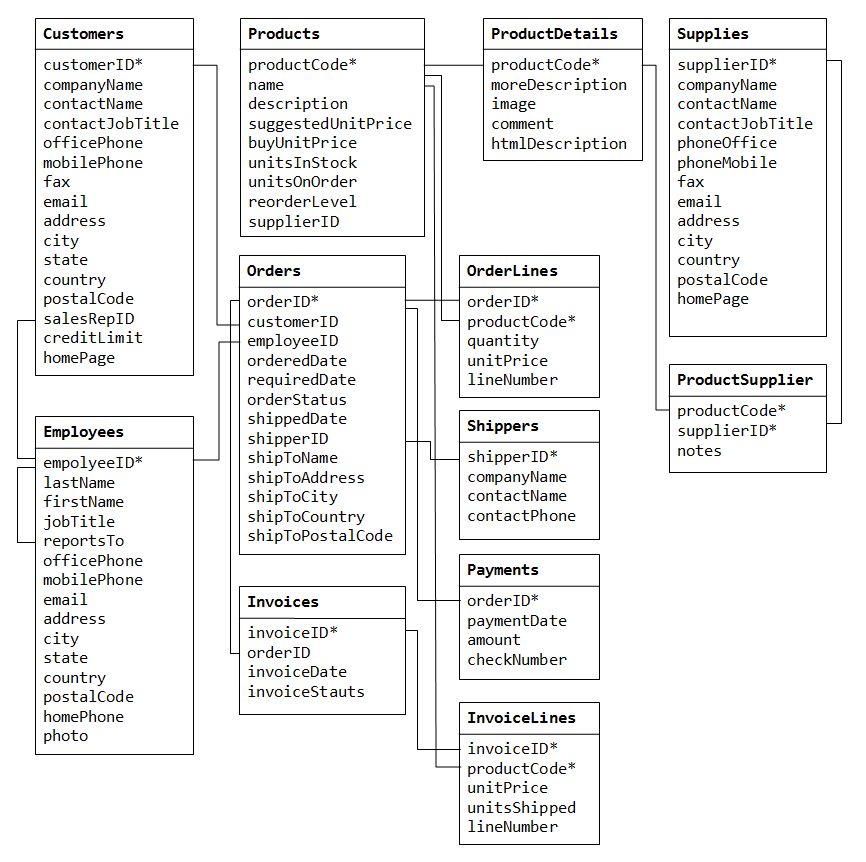 Customers
customerID*
companyName
contactName
contactJobTitle
officePhone
mobilePhone
fax
email
address
city
state
country
postalCode
salesRepID
creditLimit
homePage
Products
productCode*
name
description
suggestedUnitPrice
buyUnitPrice
unitsInStock
unitsOnOrder
reorderLevel
supplierID
ProductDetails
productCode*
moreDescription
image
comment
htmlDescription
Supplies
supplierID*
companyName
contactName
contactJobTitle
phoneOffice
phoneMobile
fax
email
address
city
country
postalCode
homePage
Orders
orderID*
customerID
employeeID
orderedDate
requiredDate
orderStatus
shippedDate
shipperID
shipToName
shipToAddress
shipToCity
shipToCountry
shipToPostalCode
OrderLines
orderID*
productCode*
quantity
unitPrice
lineNumber
ProductSupplier
productCode*
supplierID*
notes
Employees
empolyeeID*
lastName
firstName
jobTitle
reportsTo
officePhone
mobilePhone
email
address
city
state
country
postalCode
homePhone
photo
Shippers
shipperID*
companyName
contactName
contactPhone
Payments
orderID*
paymentDate
amount
checkNumber
Invoices
invoiceID*
orderID
invoiceDate
invoiceStauts
InvoiceLines
invoiceID*
productCode*
unitPrice
unitsShipped
lineNumber